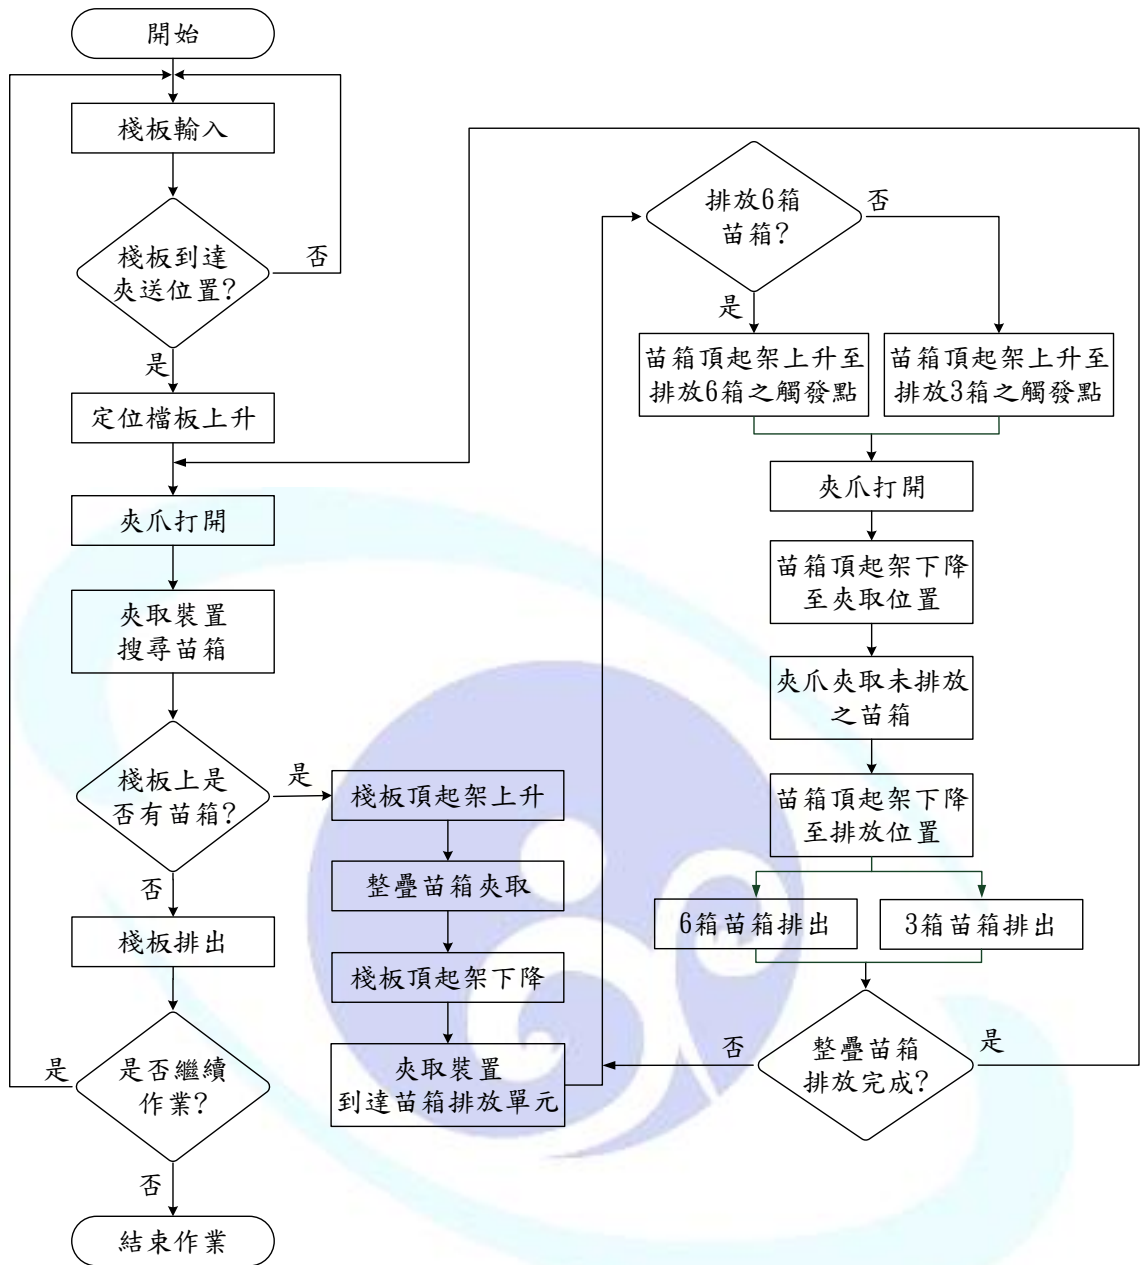 開始
棧板輸入
棧板到達
夾送位置?
否
是
定位檔板上升
夾爪打開
夾取裝置
搜尋苗箱
棧板上是
否有苗箱?
是
否
棧板排出
是否繼續
作業?
是
否
結束作業
棧板頂起架上升
整疊苗箱夾取
棧板頂起架下降
夾取裝置
到達苗箱排放單元
排放6箱
苗箱?
否
是
苗箱頂起架上升至
排放6箱之觸發點
苗箱頂起架上升至
排放3箱之觸發點
夾爪打開
苗箱頂起架下降
至夾取位置
夾爪夾取未排放
之苗箱
苗箱頂起架下降
至排放位置
6箱苗箱排出
3箱苗箱排出
整疊苗箱
排放完成?
否
是